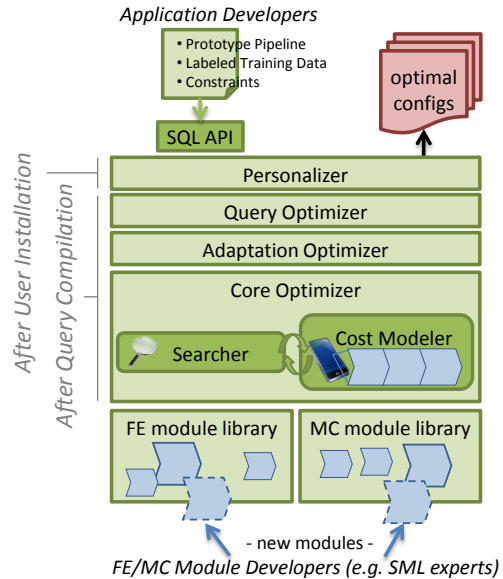 Application Developers
• Prototype Pipeline
• Labeled Training Data
• Constraints
optimal
configs
SQL API
After User Installation
After Query Compilation
Personalizer
Query Optimizer
Adaptation Optimizer
Core Optimizer
Searcher
Cost Modeler
FE module library
MC module library
- new modules -
FE/MC Module Developers (e.g. SML experts)